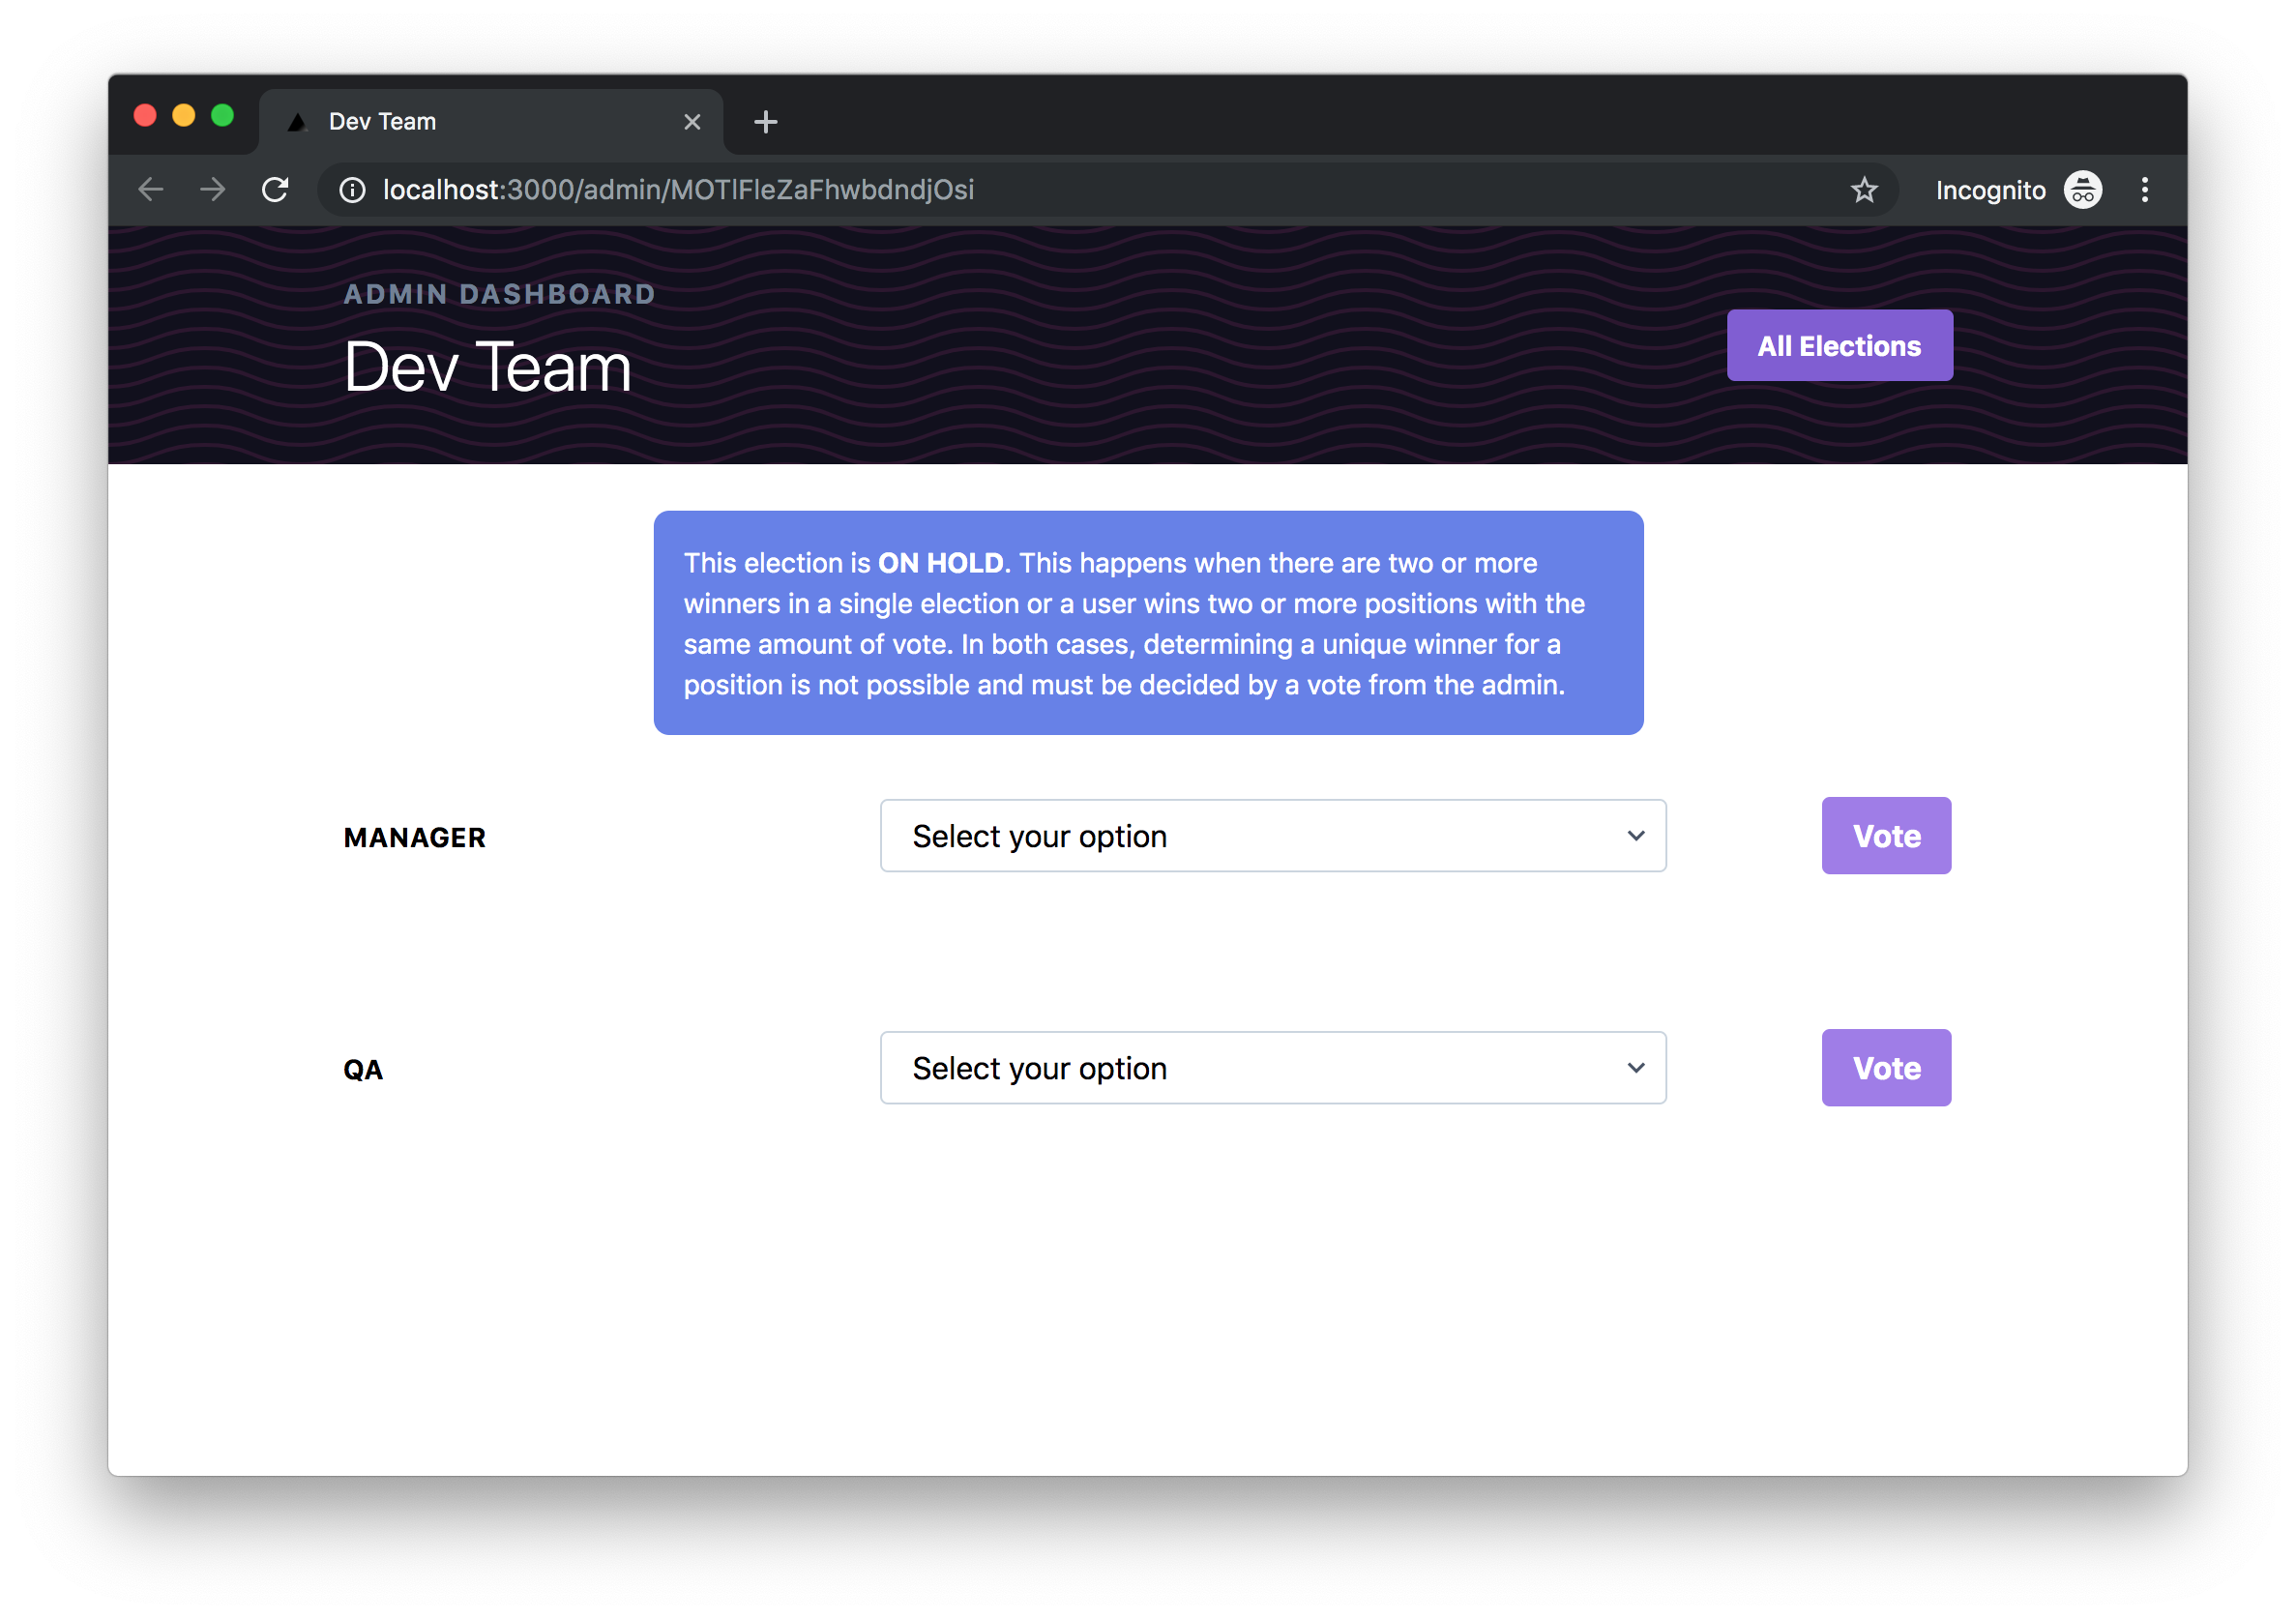 Dev Team
localhost:3000/admin/MOTlFleZaFhwbdndjOsi
Incognito
ADMIN DASHBOARD
Dev Team
All Elections
This election is ON HOLD. This happens when there are two or more
winners in a single election or a user wins two or more positions with the
same amount of vote. In both cases, determining a unique winner for a
position is not possible and must be decided by a vote from the admin.
MANAGER
Select your option
Vote
QA
Select your option
Vote